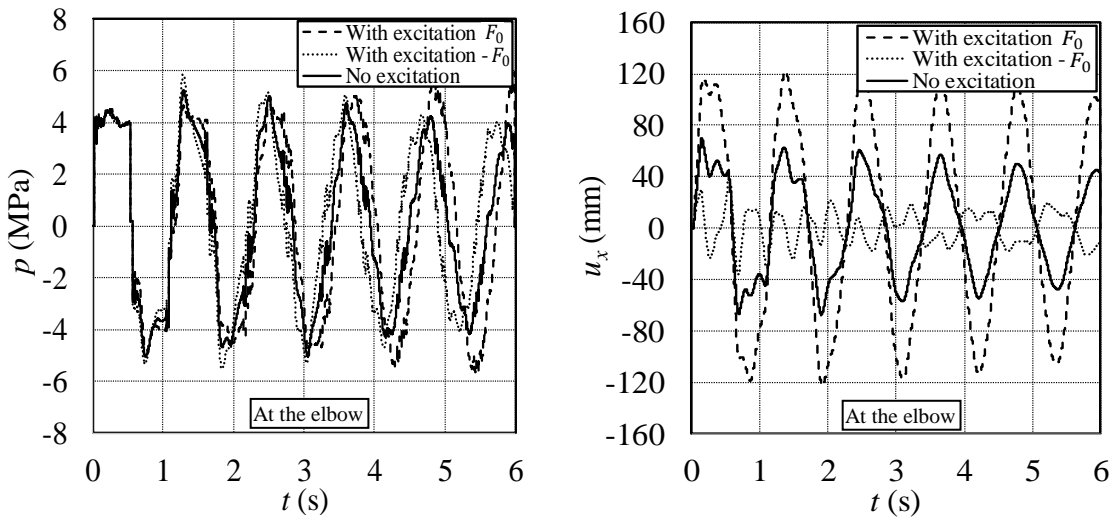 8
6
4
2
0
-2
-4
-6
-8
p (MPa)
With excitation F0
With excitation - F0
No excitation
At the elbow
0 1 2 3 4 5 6
t (s)
160
120
80
40
0
-40
-80
-120
-160
ux (mm)
With excitation F0
With excitation - F0
No excitation
At the elbow
0 1 2 3 4 5 6
t (s)